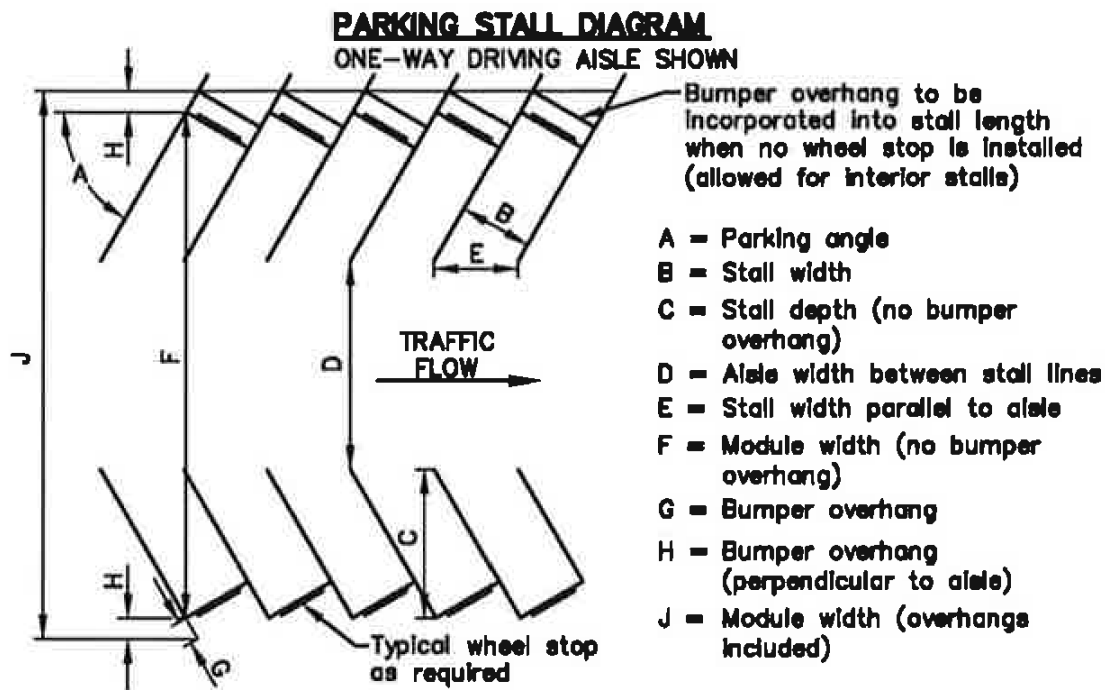 PARKING STALL DIAGRAM
ONE-WAY DRIVING AISLE SHOWN
Bumper overhang to be
incorporated into stall length
when no wheel stop is installed
(allowed for interior stalls)
H
A
B
E
A = Parking angle
B = Stall width
C = Stall depth (no bumper
overhang)
D = Aisle width between stall lines
E = Stall width parallel to aisle
F = Module width (no bumper
overhang)
G = Bumper overhang
H = Bumper overhang
(perpendicular to aisle)
J = Module width (overhangs
included)
J
F
D
TRAFFIC
FLOW
C
H
G
Typical wheel stop
as required